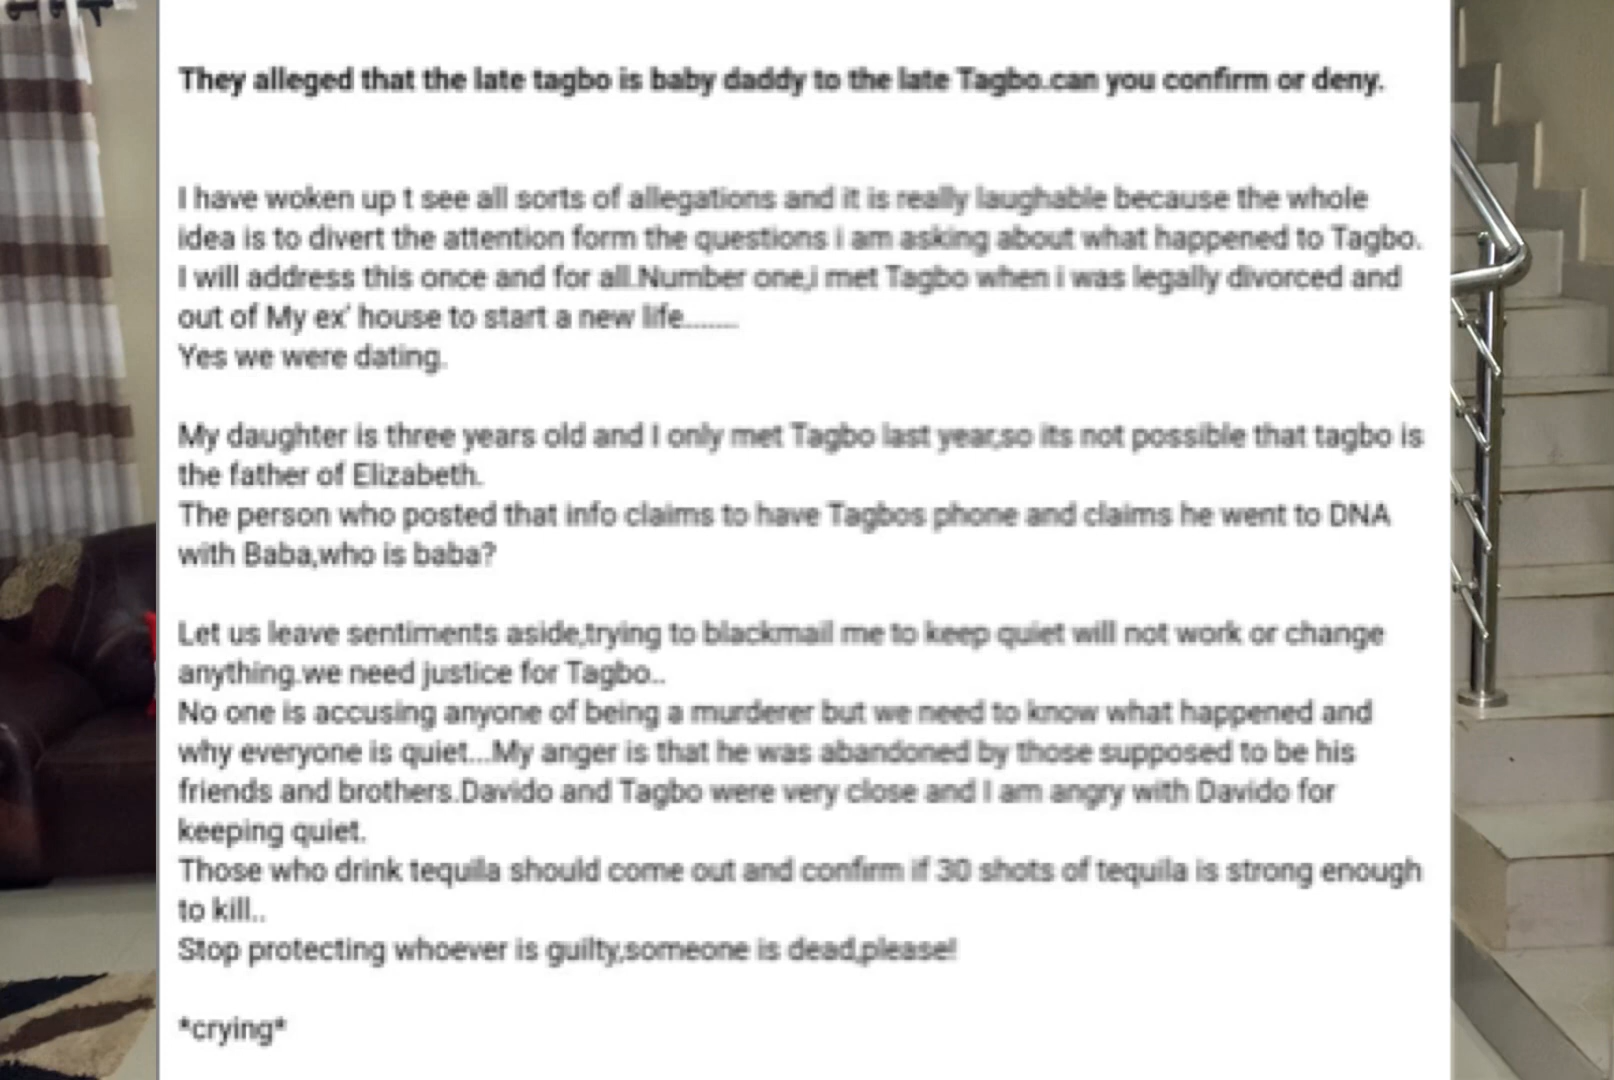 They alleged that the late tagbo is baby daddy to the late Tagbo.can you confirm or deny.
I have woken up t see all sorts of allegations and it is really laughable because the whole
idea is to divert the attention form the questions i am asking about what happened to Tagbo.
I will address this once and for all.Number one,i met Tagbo when i was legally divorced and
out of My ex' house to start a new life.......
Yes we were dating.
My daughter is three years old and I only met Tagbo last year,so its not possible that tagbo is
the father of Elizabeth.
The person who posted that info claims to have Tagbos phone and claims he went to DNA
with Baba,who is baba?
Let us leave sentiments aside,trying to blackmail me to keep quiet will not work or change
anything.we need justice for Tagbo..
No one is accusing anyone of being a murderer but we need to know what happened and
why everyone is quiet...My anger is that he was abandoned by those supposed to be his
friends and brothers.Davido and Tagbo were very close and I am angry with Davido for
keeping quiet.
Those who drink tequila should come out and confirm if 30 shots of tequila is strong enough
to kill..
Stop protecting whoever is guilty,someone is dead,please!
*crying*